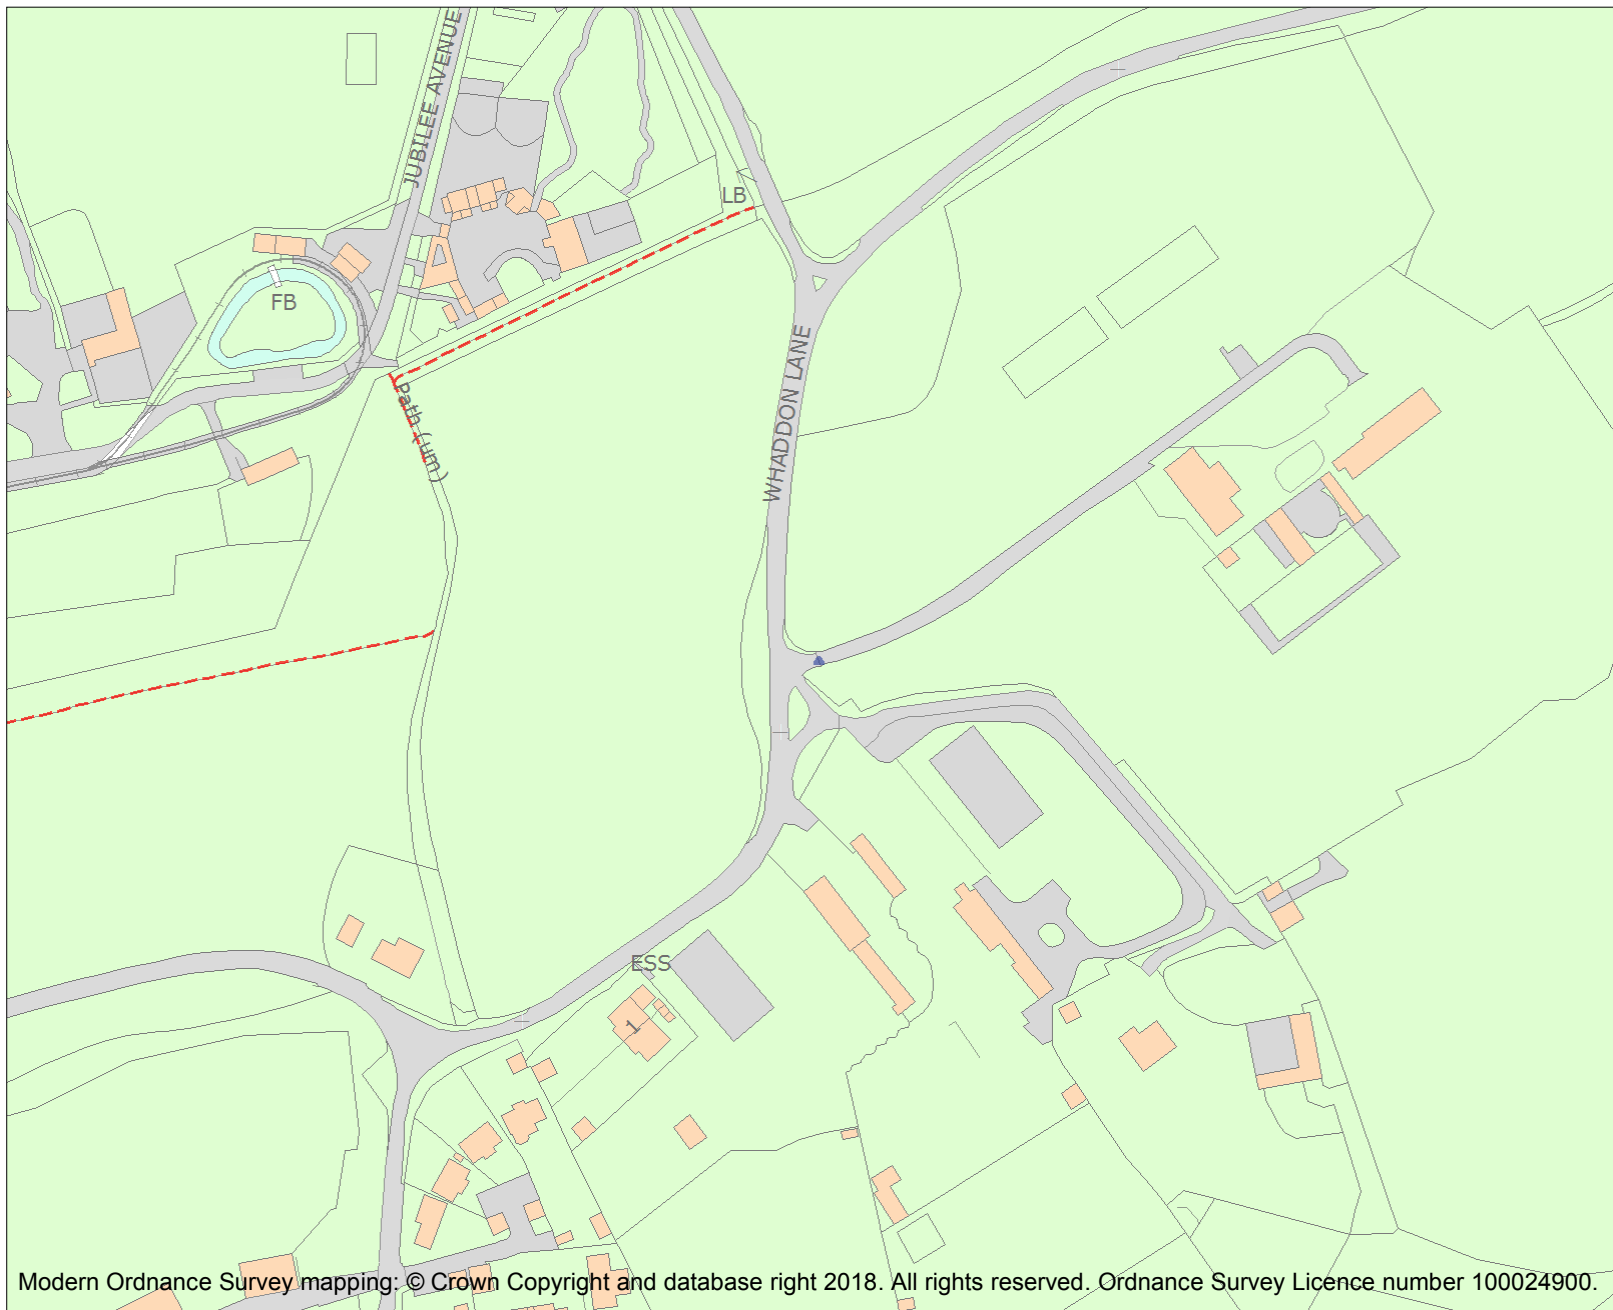 JUBILEE AVENUE
LB
FB
WHADDON LANE
Path (um)
ESS
1
Modern Ordnance Survey mapping: © Crown Copyright and database right 2018. All rights reserved. Ordnance Survey Licence number 100024900.